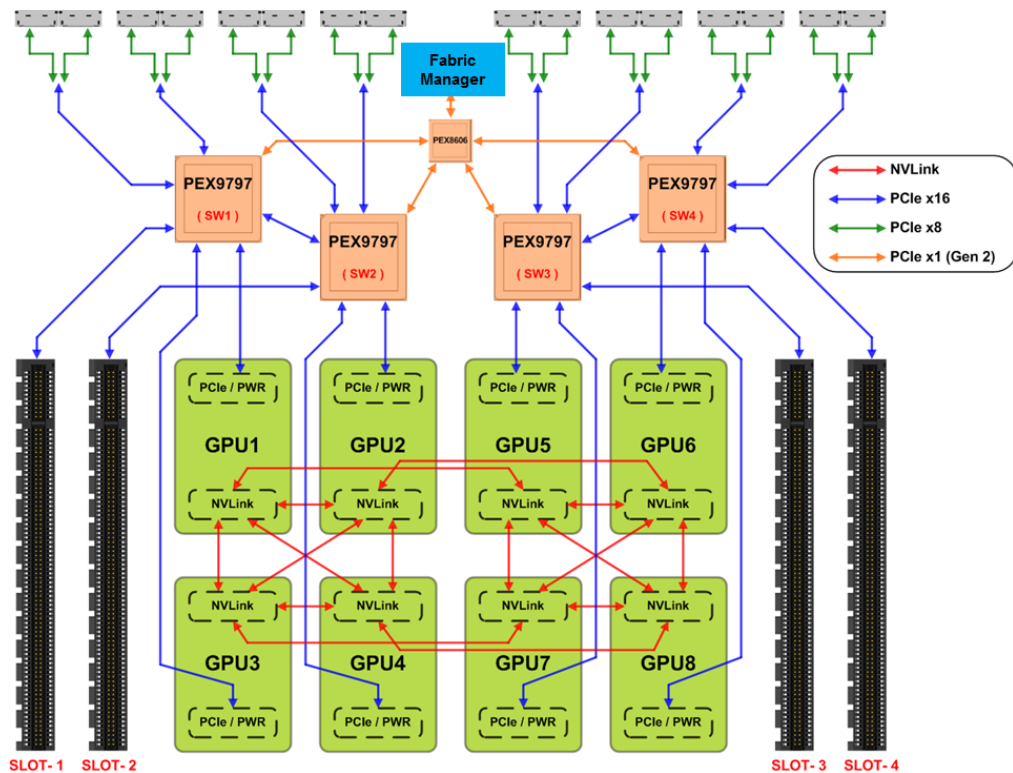 Fabric
Manager
PEX8606
PEX9797
( SW1 )
PEX9797
( SW2 )
PEX9797
( SW3 )
PEX9797
( SW4 )
NVLink
PCIe x16
PCIe x8
PCIe x1 (Gen 2)
PCIe / PWR
GPU1
NVLink
PCIe / PWR
GPU2
NVLink
PCIe / PWR
GPU5
NVLink
PCIe / PWR
GPU6
NVLink
NVLink
GPU3
PCIe / PWR
NVLink
GPU4
PCIe / PWR
NVLink
GPU7
PCIe / PWR
NVLink
GPU8
PCIe / PWR
SLOT- 1
SLOT- 2
SLOT- 3
SLOT- 4